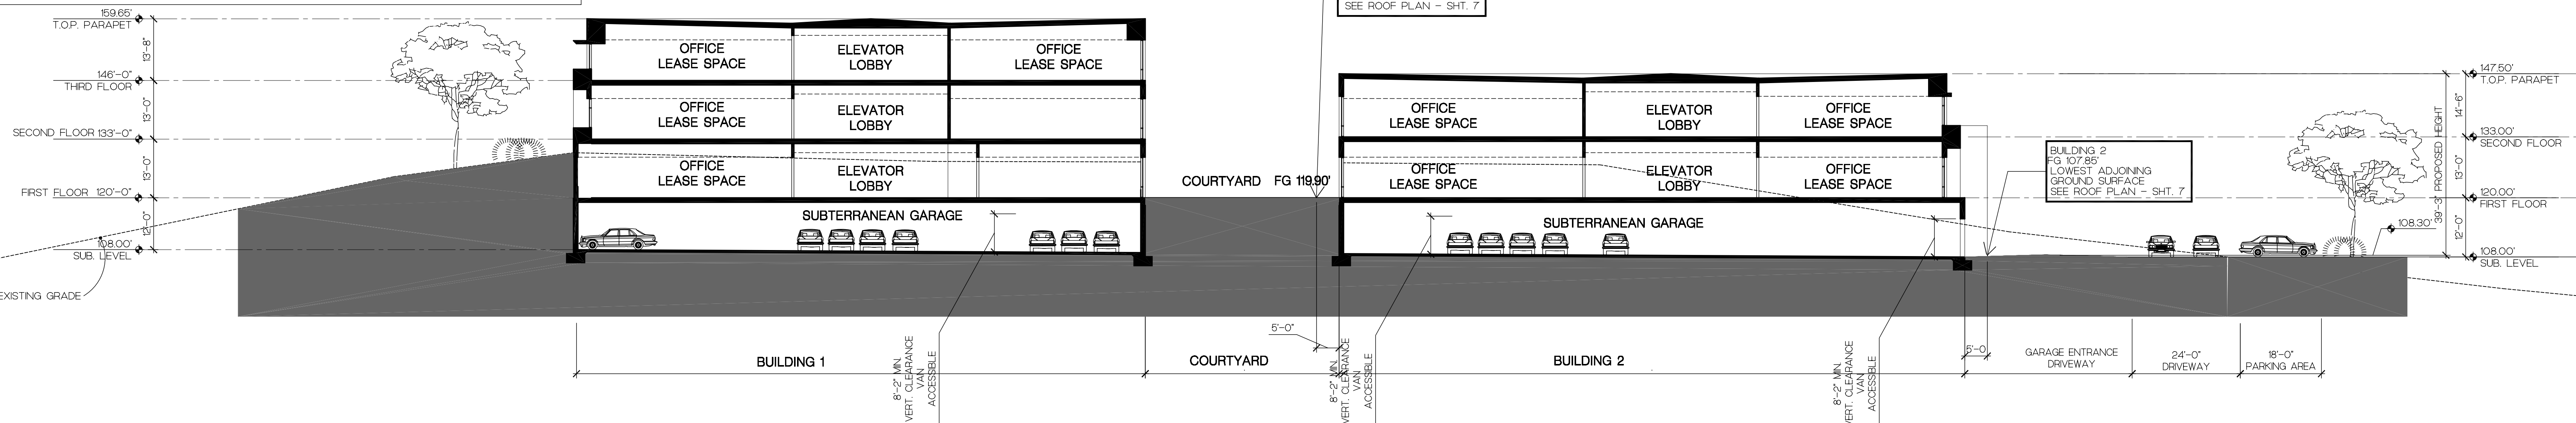 159.65'
T.O.P. PARAPET
13'-8"
146'-0"
THIRD FLOOR
13'-0"
SECOND FLOOR 133'-0"
13'-0"
FIRST FLOOR 120'-0"
12'-0"
108.00'
SUB. LEVEL
EXISTING GRADE
OFFICE
LEASE SPACE
ELEVATOR
LOBBY
OFFICE
LEASE SPACE
OFFICE
LEASE SPACE
ELEVATOR
LOBBY
OFFICE
LEASE SPACE
ELEVATOR
LOBBY
SUBTERRANEAN GARAGE
COURTYARD FG 119.90'
SEE ROOF PLAN - SHT. 7
OFFICE
LEASE SPACE
ELEVATOR
LOBBY
OFFICE
LEASE SPACE
OFFICE
LEASE SPACE
ELEVATOR
LOBBY
OFFICE
LEASE SPACE
SUBTERRANEAN GARAGE
BUILDING 2
FG 107.85'
LOWEST ADJOINING
GROUND SURFACE
SEE ROOF PLAN - SHT. 7
108.30'
39'-3" PROPOSED HEIGHT
147.50'
T.O.P. PARAPET
14'-6"
133.00'
SECOND FLOOR
13'-0"
120.00'
FIRST FLOOR
12'-0"
108.00'
SUB. LEVEL
BUILDING 1
8'-2" MIN.
VERT. CLEARANCE
VAN
ACCESSIBLE
COURTYARD
5'-0"
8'-2" MIN.
VERT. CLEARANCE
VAN
ACCESSIBLE
BUILDING 2
8'-2" MIN.
VERT. CLEARANCE
VAN
ACCESSIBLE
5'-0
GARAGE ENTRANCE
DRIVEWAY
24'-0"
DRIVEWAY
18'-0"
PARKING AREA